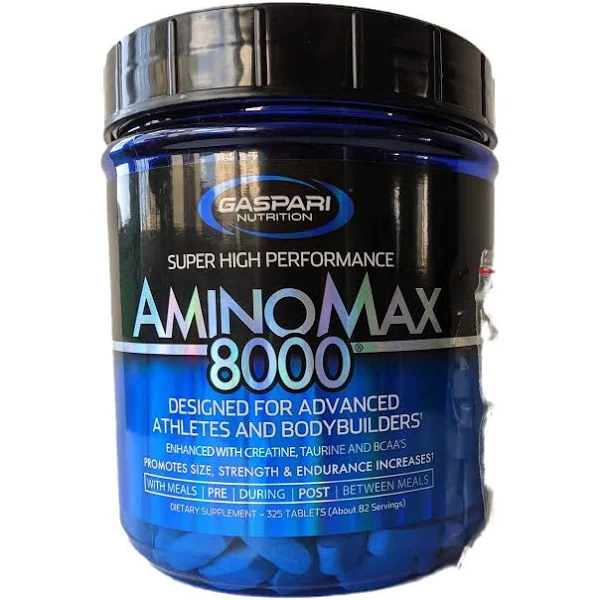 GASPARI
NUTRITION
SUPER HIGH PERFORMANCE
AMINOMAX
8000®
DESIGNED FOR ADVANCED
ATHLETES AND BODYBUILDERS†
ENHANCED WITH CREATINE, TAURINE AND BCAA'S
PROMOTES SIZE, STRENGTH & ENDURANCE INCREASES†
WITH MEALS | PRE | DURING | POST | BETWEEN MEALS
DIETARY SUPPLEMENT – 325 TABLETS (About 82 Servings)